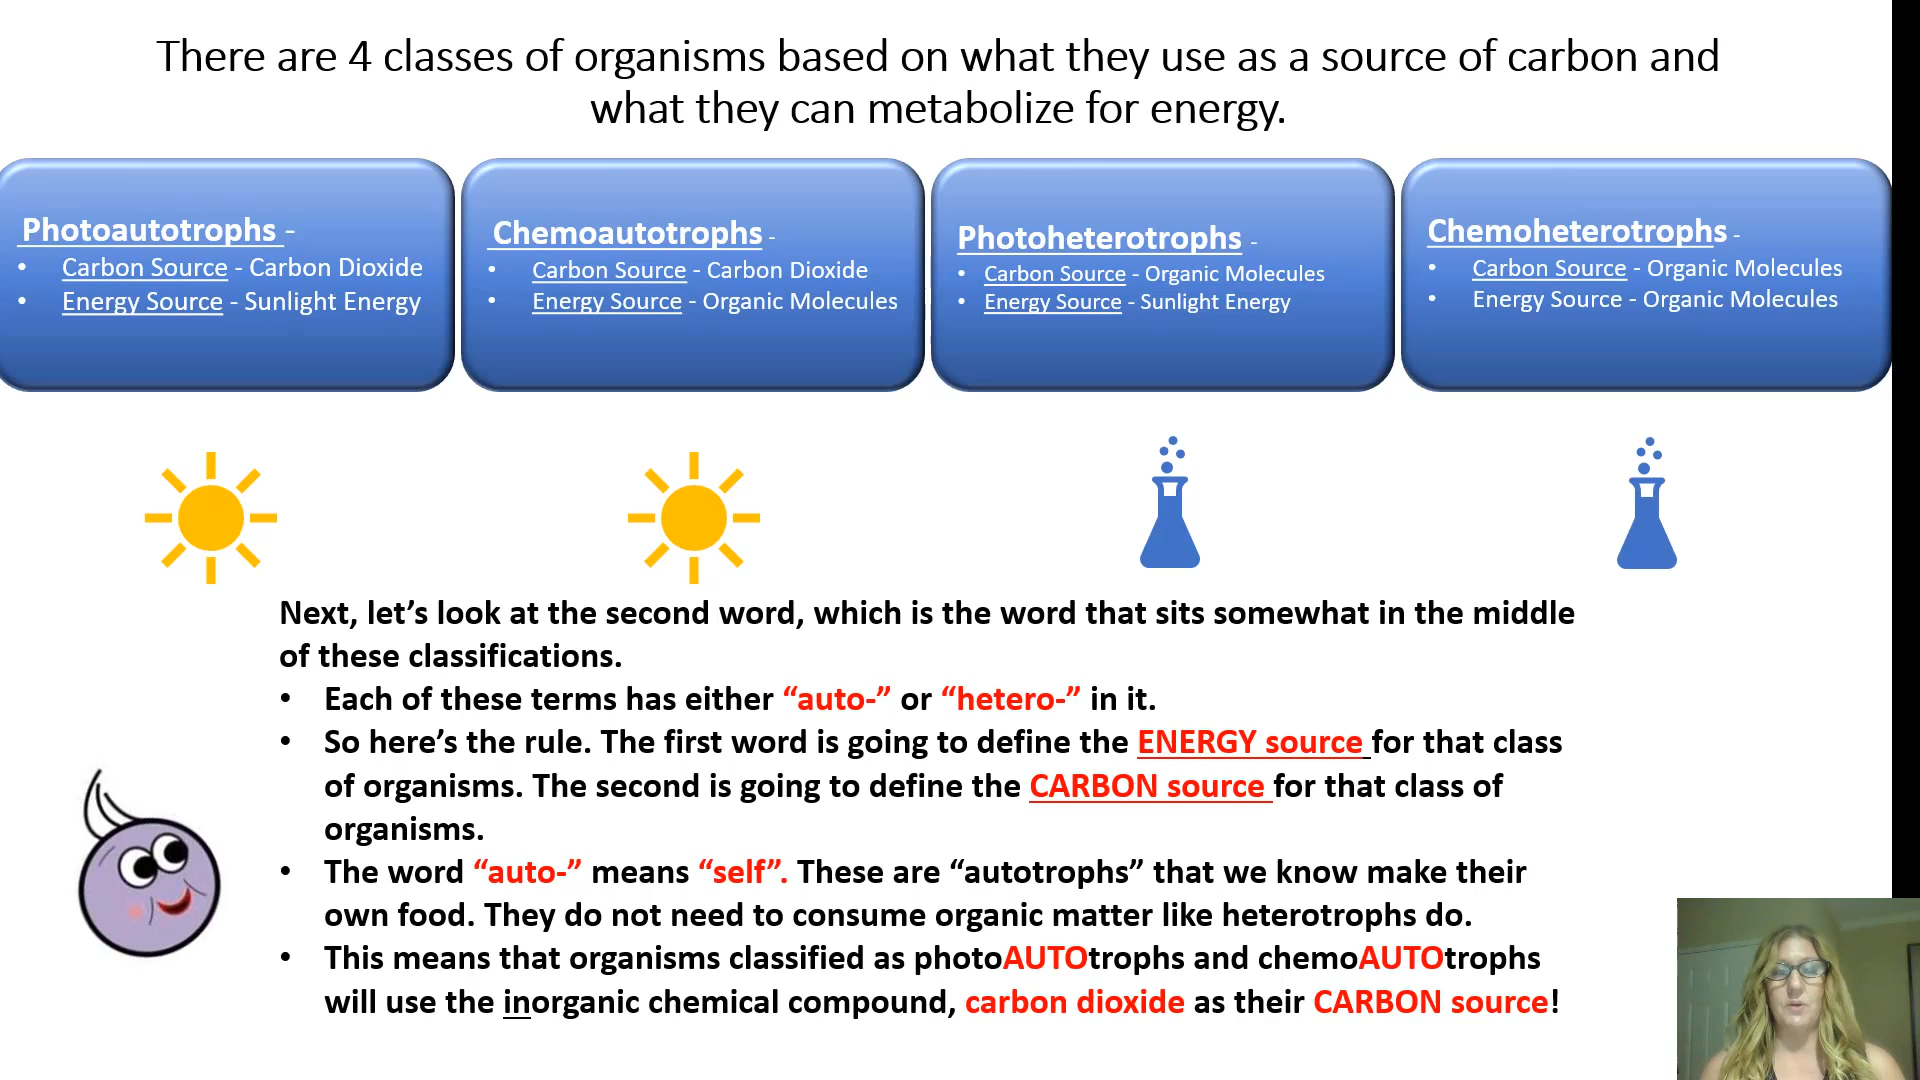 There are 4 classes of organisms based on what they use as a source of carbon and
what they can metabolize for energy.
Photoautotrophs -
• Carbon Source - Carbon Dioxide
• Energy Source - Sunlight Energy
Chemoautotrophs -
• Carbon Source - Carbon Dioxide
• Energy Source - Organic Molecules
Photoheterotrophs -
• Carbon Source - Organic Molecules
• Energy Source - Sunlight Energy
Chemoheterotrophs -
• Carbon Source - Organic Molecules
• Energy Source - Organic Molecules
Next, let’s look at the second word, which is the word that sits somewhat in the middle
of these classifications.
• Each of these terms has either “auto-” or “hetero-” in it.
• So here’s the rule. The first word is going to define the ENERGY source for that class
of organisms. The second is going to define the CARBON source for that class of
organisms.
• The word “auto-” means “self”. These are “autotrophs” that we know make their
own food. They do not need to consume organic matter like heterotrophs do.
• This means that organisms classified as photoAUTOtrophs and chemoAUTOtrophs
will use the inorganic chemical compound, carbon dioxide as their CARBON source!